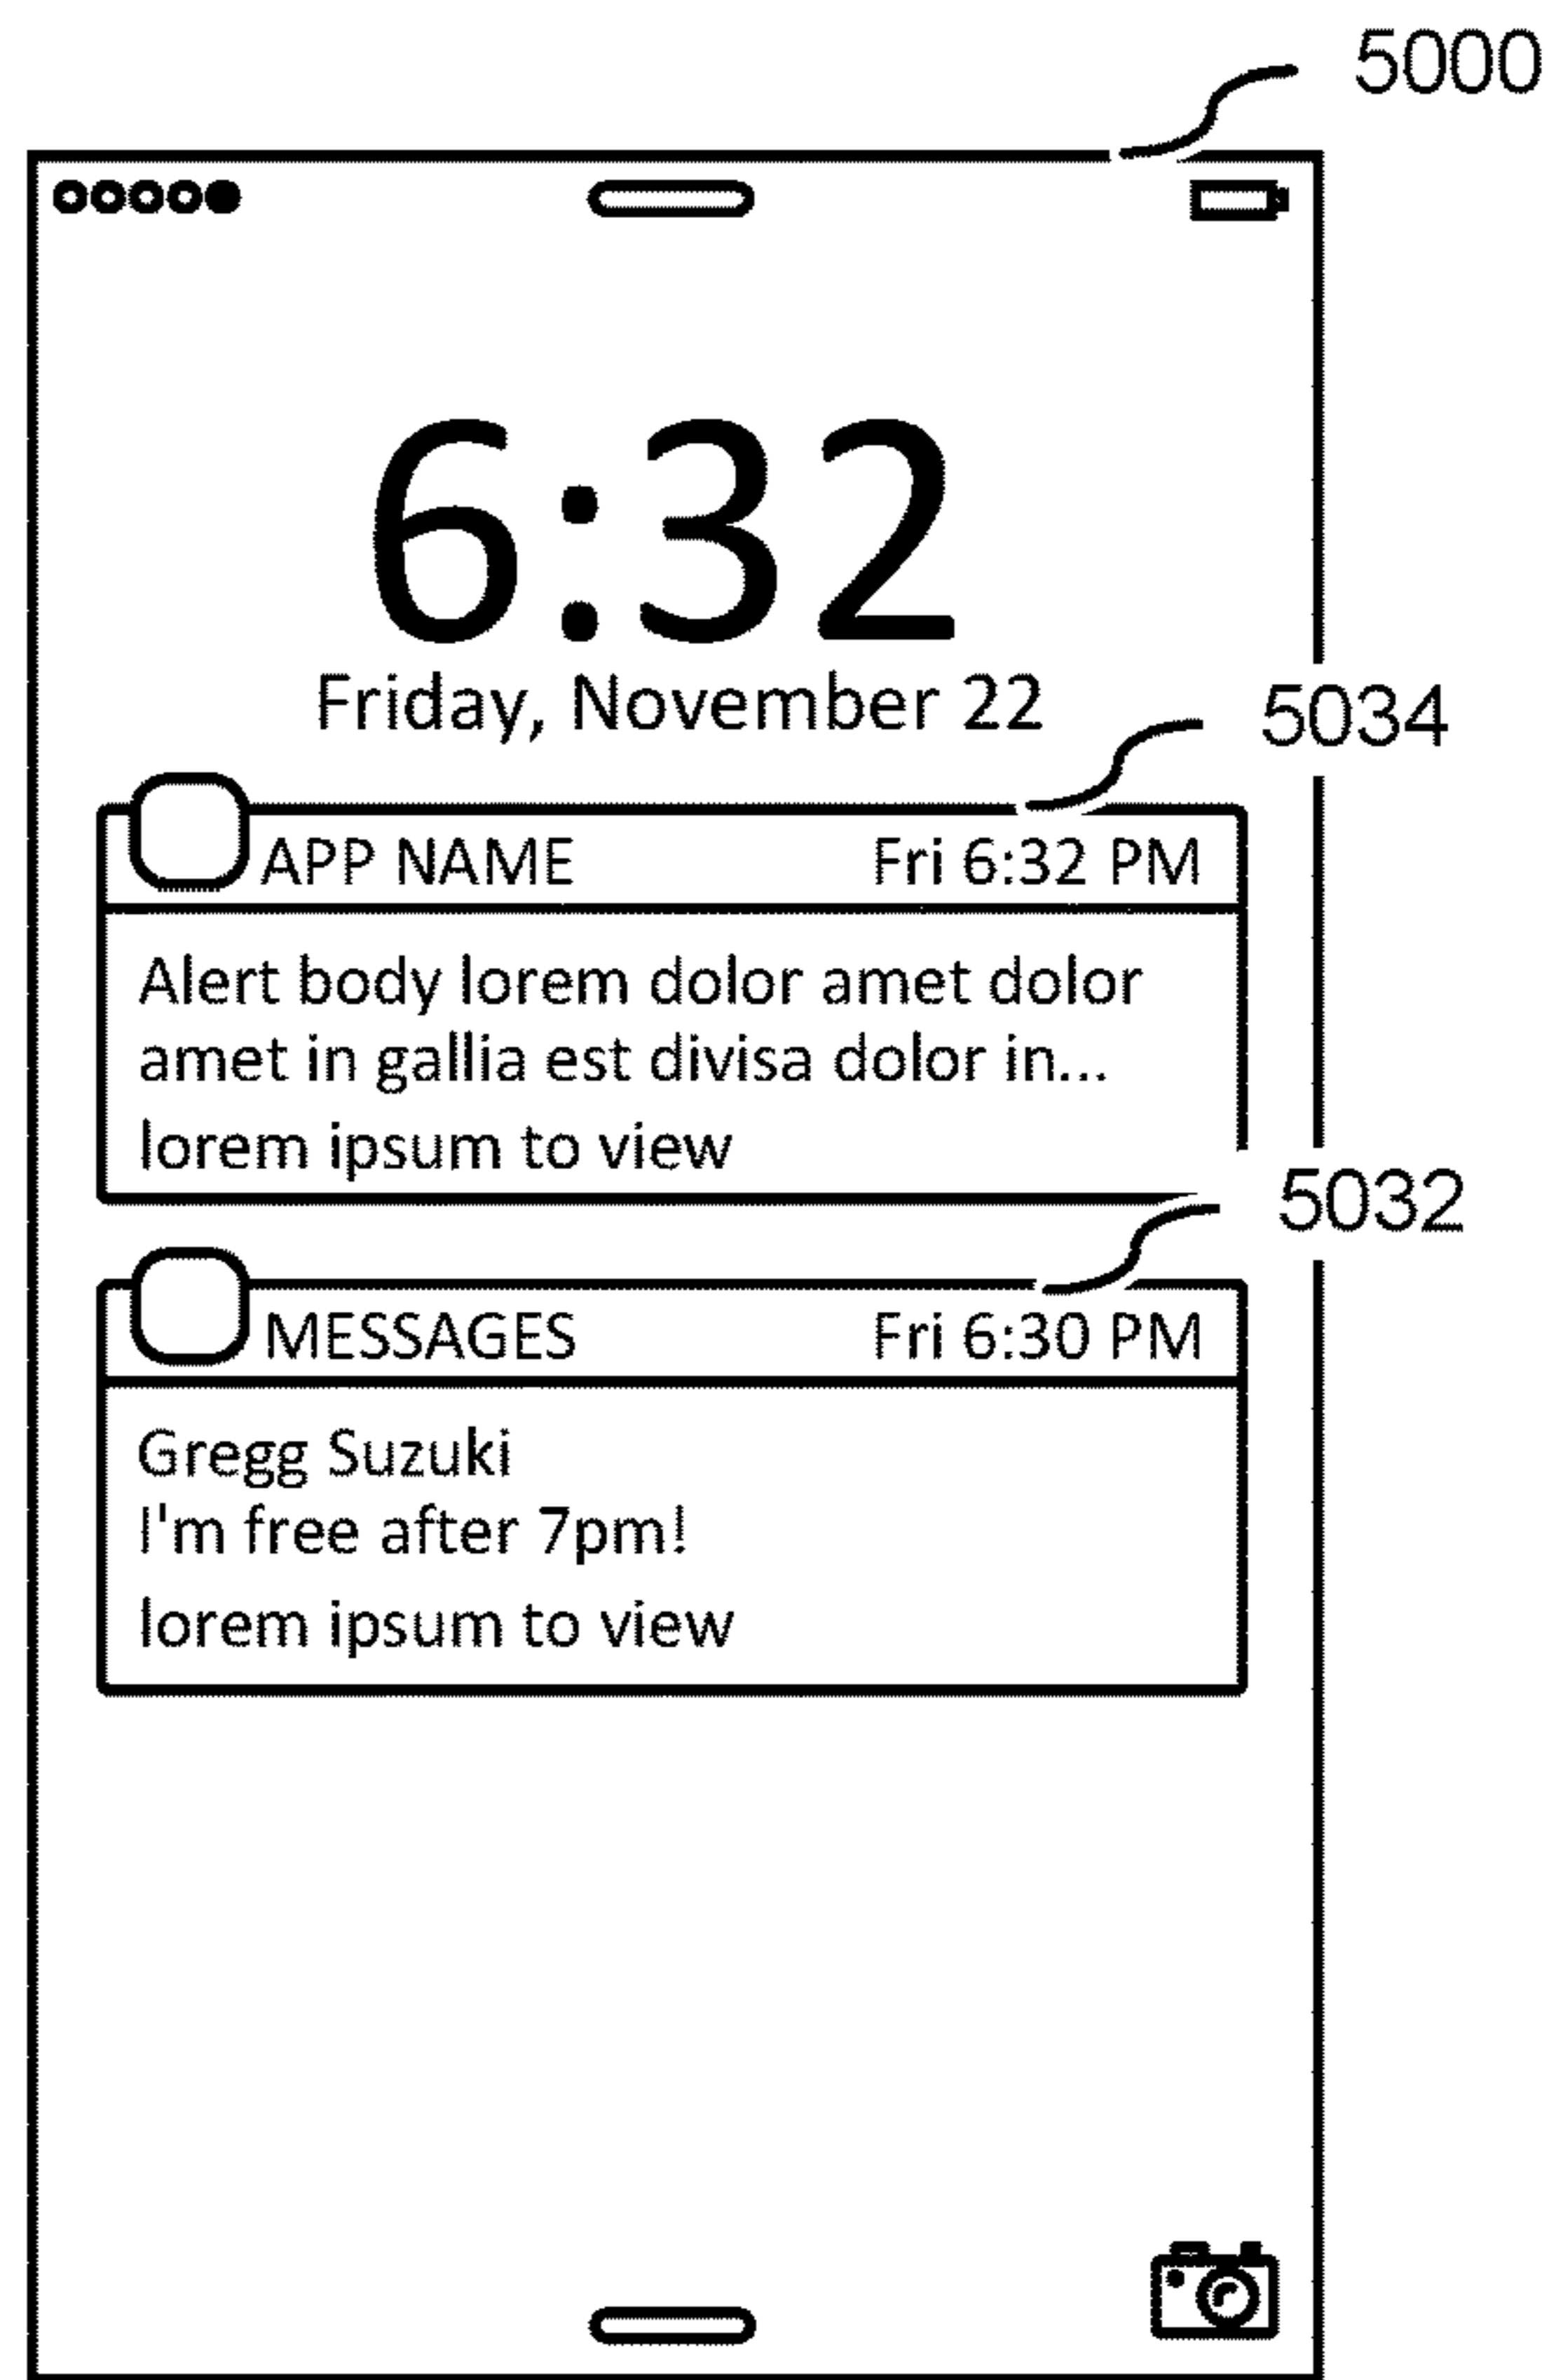 5000
6:32
Friday, November 22
5034
APP NAME Fri 6:32 PM
Alert body lorem dolor amet dolor
amet in gallia est divisa dolor in...
lorem ipsum to view
5032
MESSAGES Fri 6:30 PM
Gregg Suzuki
I'm free after 7pm!
lorem ipsum to view